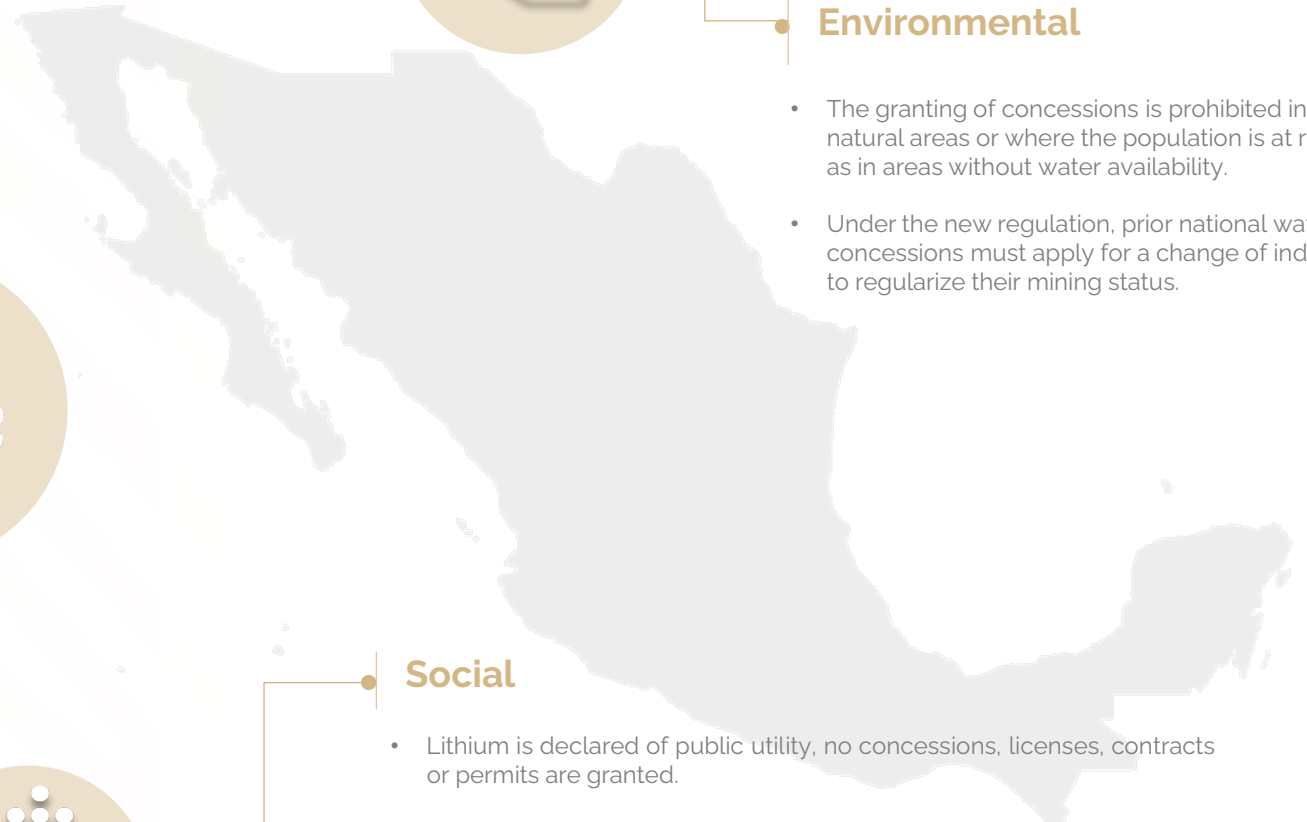 Environmental
• The granting of concessions is prohibited in
natural areas or where the population is at
as in areas without water availability.
• Under the new regulation, prior national
concessions must apply for a change of
to regularize their mining status.
Social
• Lithium is declared of public utility, no concessions, licenses, contracts
or permits are granted.